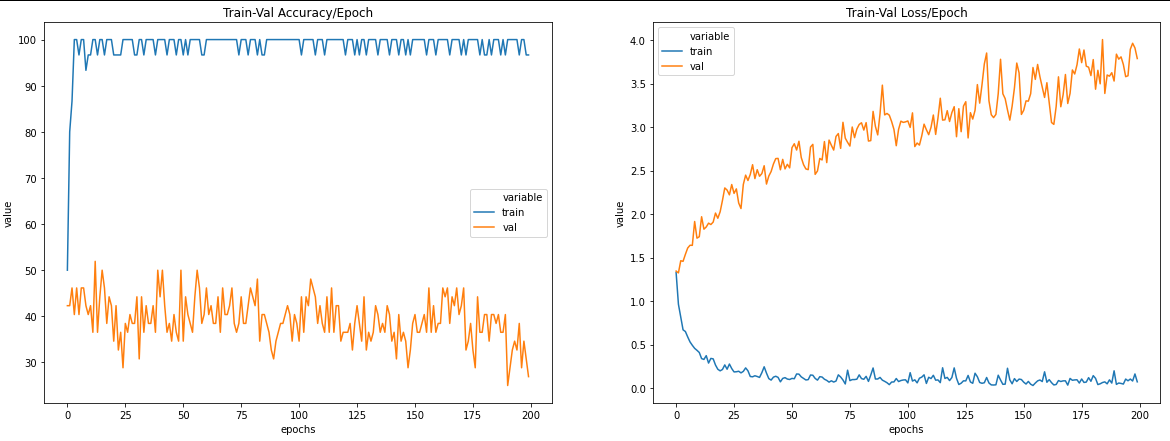 Train-Val Accuracy/Epoch
value
100
90
80
70
60
50
40
30
variable
train
val
0
25
50
75
100
125
150
175
200
epochs
Train-Val Loss/Epoch
value
4.0
3.5
3.0
2.5
2.0
1.5
1.0
0.5
0.0
variable
train
val
0
25
50
75
100
125
150
175
200
epochs